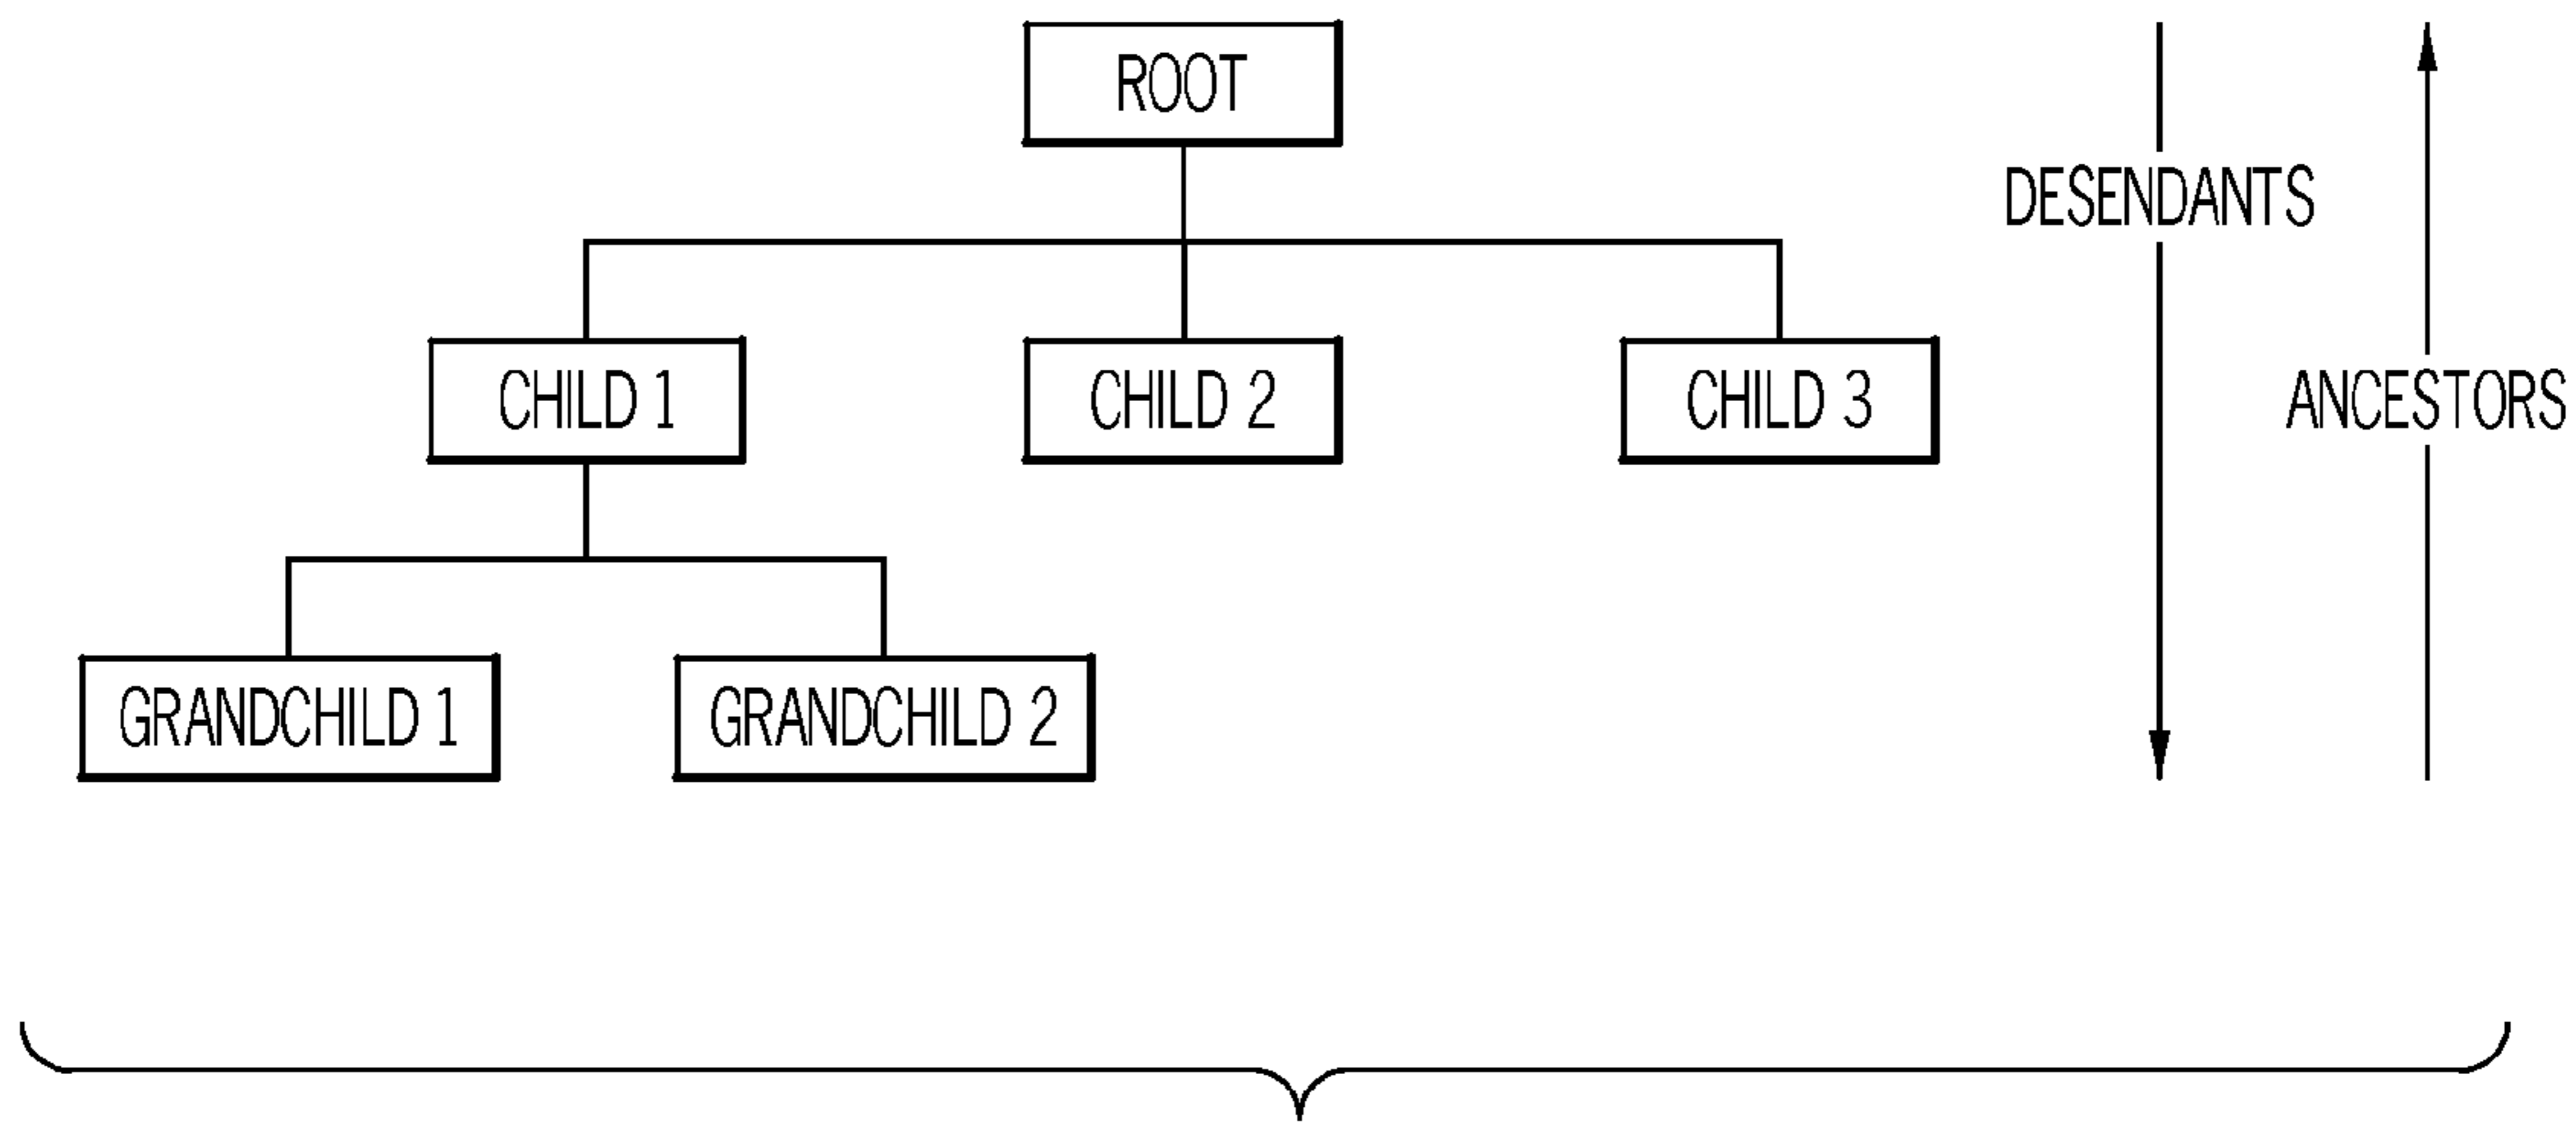 ROOT
DESENDANTS
CHILD 1
CHILD 2
CHILD 3
ANCESTORS
GRANDCHILD 1
GRANDCHILD 2